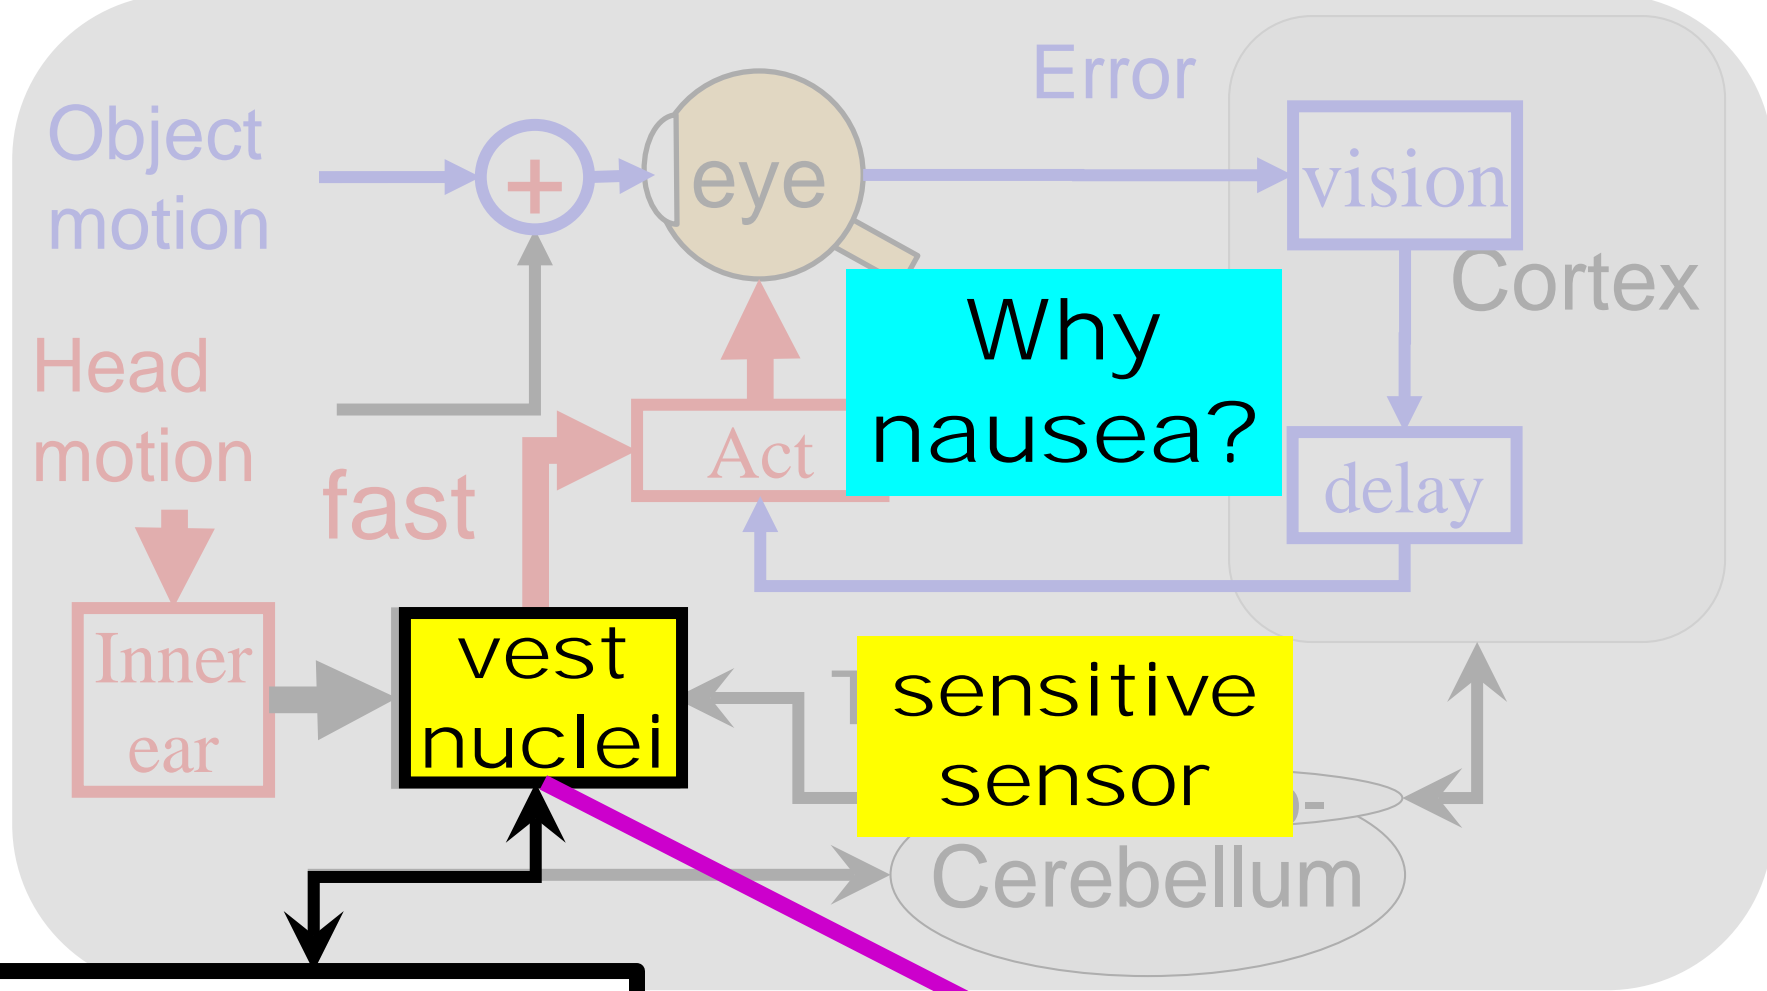 Error
Object
motion
+
eye
vision
Cortex
Why
nausea?
Head
motion
fast
Act
delay
Inner
ear
vest
nuclei
sensitive
sensor
Cerebellum